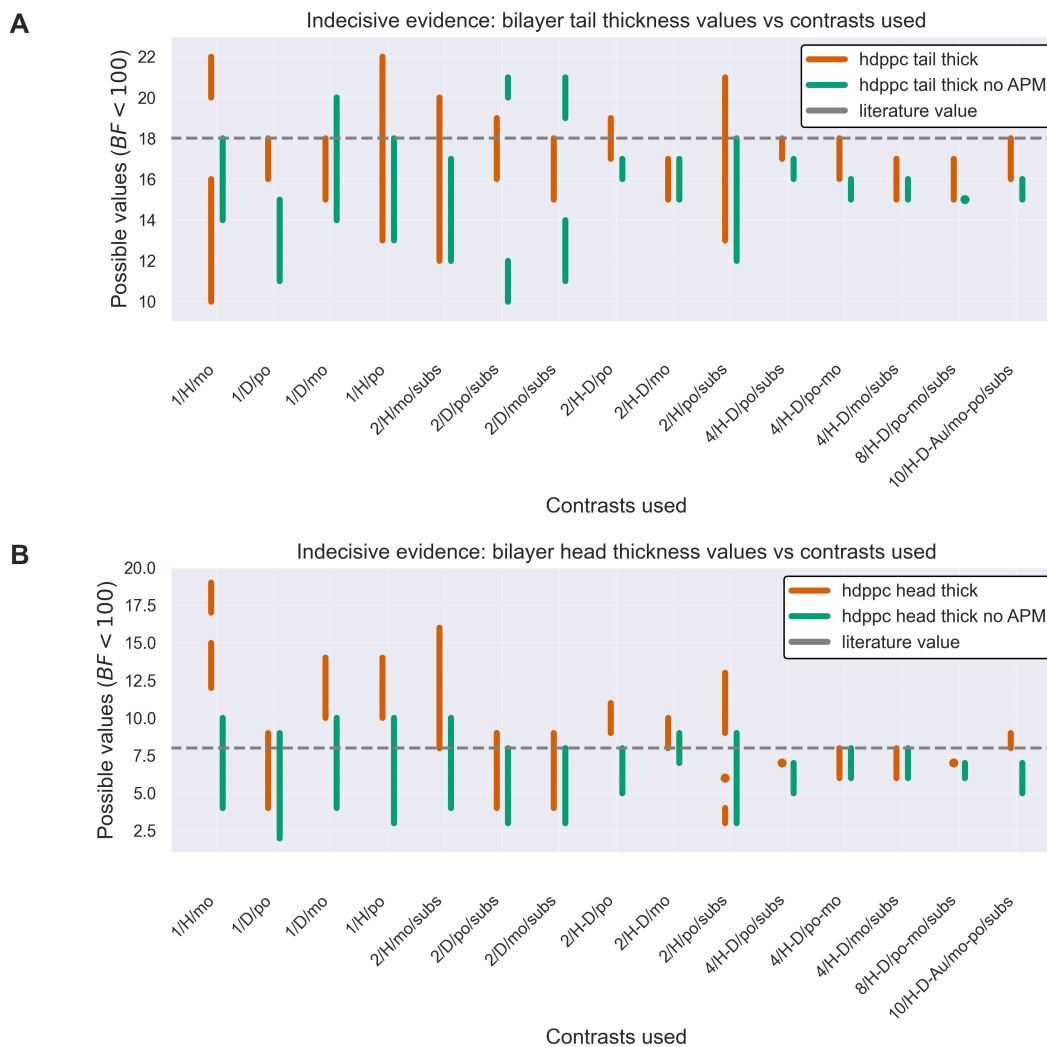 A
Indecisive evidence: bilayer tail thickness values vs contrasts used
Possible values (BF < 100)
22
20
18
16
14
12
10
hdppc tail thick
hdppc tail thick no APM
literature value
1/H/mo
1/D/po
1/D/mo
1/H/po
2/H/mo/subs
2/D/po/subs
2/D/mo/subs
2/H-D/po
2/H-D/mo
2/H/po/subs
4/H-D/po/subs
4/H-D/po-mo
4/H-D/mo/subs
8/H-D/po-mo/subs
10/H-D-Au/mo-po/subs
Contrasts used
B
Indecisive evidence: bilayer head thickness values vs contrasts used
Possible values (BF < 100)
20.0
17.5
15.0
12.5
10.0
7.5
5.0
2.5
hdppc head thick
hdppc head thick no APM
literature value
1/H/mo
1/D/po
1/D/mo
1/H/po
2/H/mo/subs
2/D/po/subs
2/D/mo/subs
2/H-D/po
2/H-D/mo
2/H/po/subs
4/H-D/po/subs
4/H-D/po-mo
4/H-D/mo/subs
8/H-D/po-mo/subs
10/H-D-Au/mo-po/subs
Contrasts used